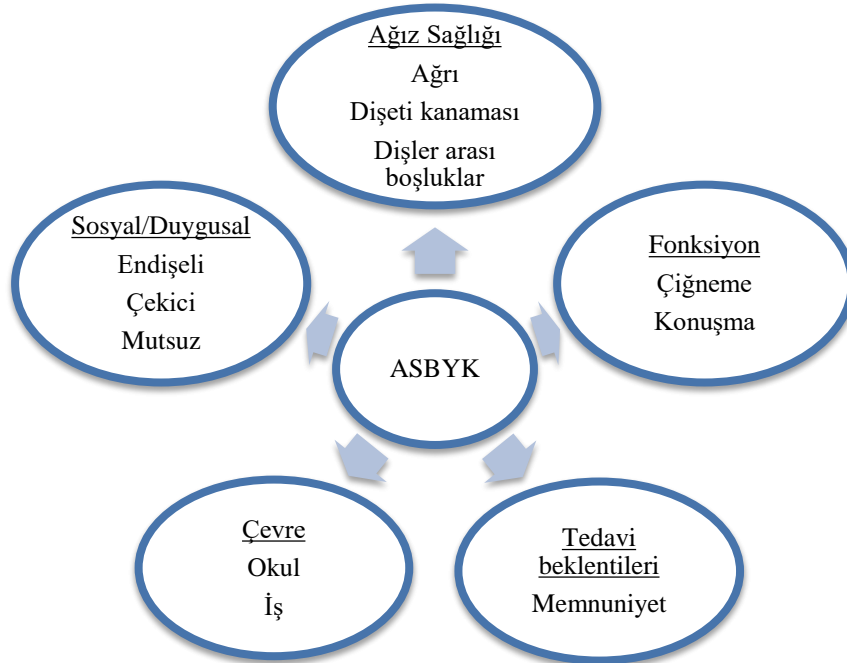 Ağız Sağlığı
Ağrı
Dişeti kanaması
Dişler arası
boşluklar
Sosyal/Duygusal
Endişeli
Çekici
Mutsuz
Fonksiyon
Çiğneme
Konuşma
ASBYK
Çevre
Okul
İş
Tedavi
beklentileri
Memnuniyet